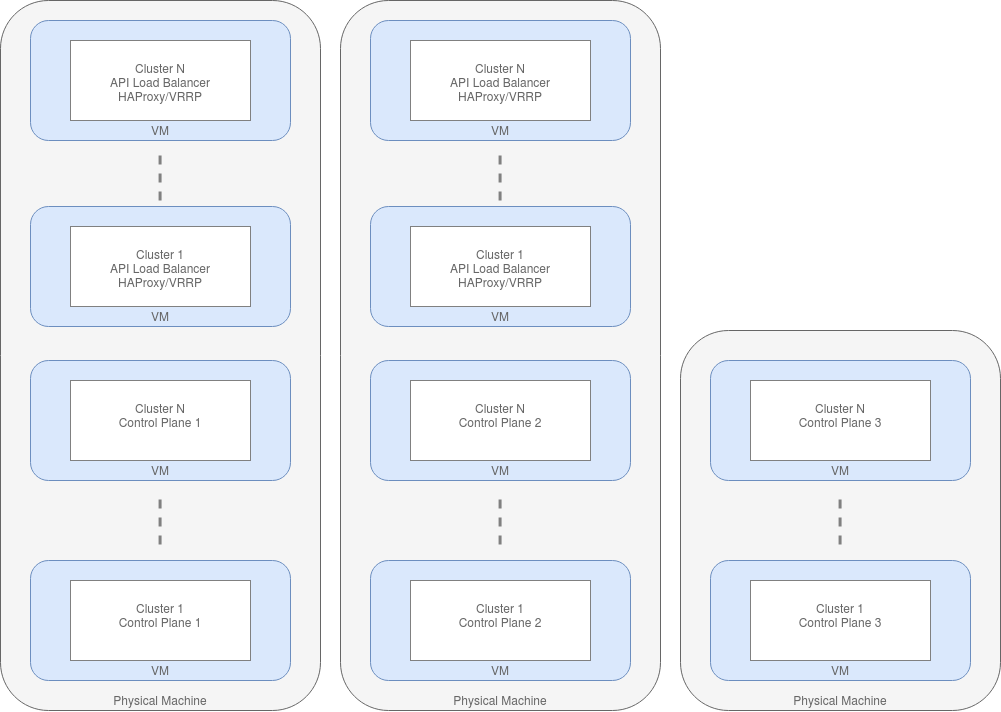 Cluster N
API Load Balancer
HAProxy/VRRP
VM
Cluster 1
API Load Balancer
HAProxy/VRRP
VM
Cluster N
Control Plane 1
VM
Cluster 1
Control Plane 1
VM
Physical Machine
Cluster N
API Load Balancer
HAProxy/VRRP
VM
Cluster 1
API Load Balancer
HAProxy/VRRP
VM
Cluster N
Control Plane 2
VM
Cluster 1
Control Plane 2
VM
Physical Machine
Cluster N
Control Plane 3
VM
Cluster 1
Control Plane 3
VM
Physical Machine